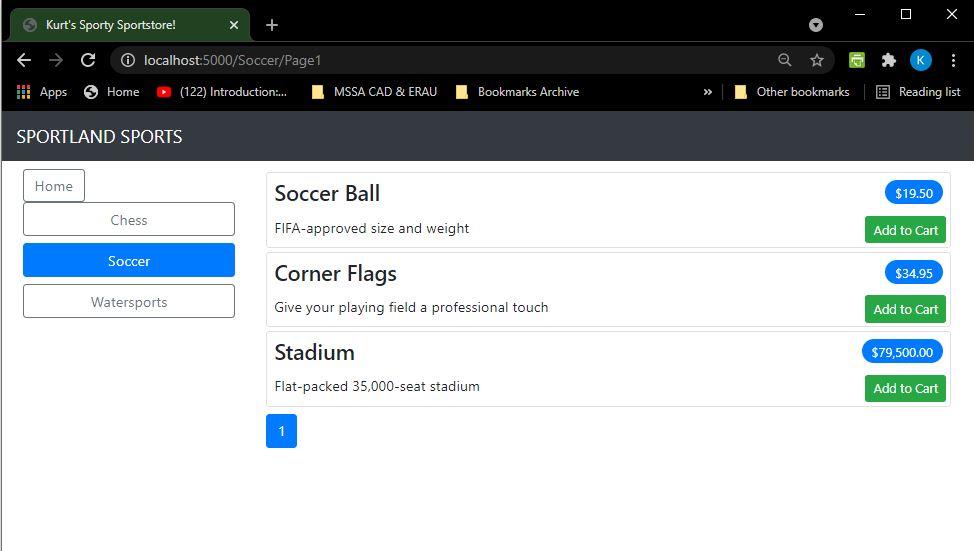 Kurt's Sporty Sportstore!
localhost:5000/Soccer/Page1
K
Apps Home (122) Introduction:... MSSA CAD & ERAU Bookmarks Archive » Other bookmarks Reading list
SPORTLAND SPORTS
Home
Chess
Soccer
Watersports
Soccer Ball $19.50
FIFA-approved size and weight Add to Cart
Corner Flags $34.95
Give your playing field a professional touch Add to Cart
Stadium $79,500.00
Flat-packed 35,000-seat stadium Add to Cart
1